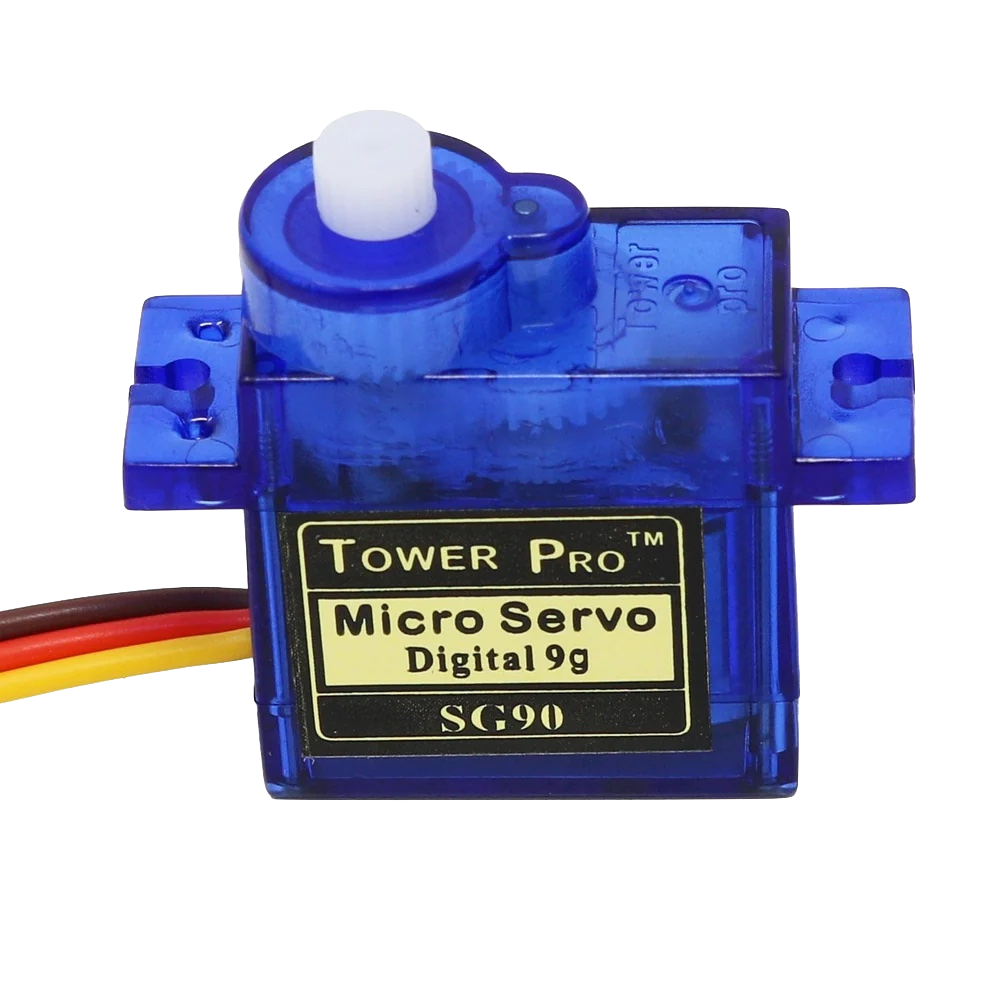 Tower
pro
TOWER PRO™
Micro Servo
Digital 9g
SG90